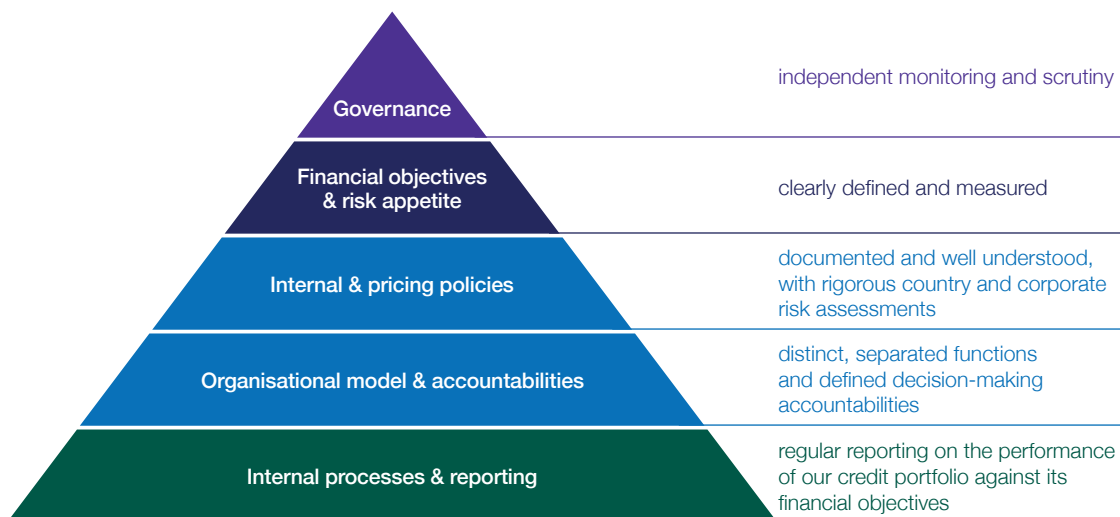 Governance
independent monitoring and scrutiny
Financial objectives
& risk appetite
clearly defined and measured
Internal & pricing policies
documented and well understood,
with rigorous country and corporate
risk assessments
Organisational model & accountabilities
distinct, separated functions
and defined decision-making
accountabilities
Internal processes & reporting
regular reporting on the performance
of our credit portfolio against its
financial objectives